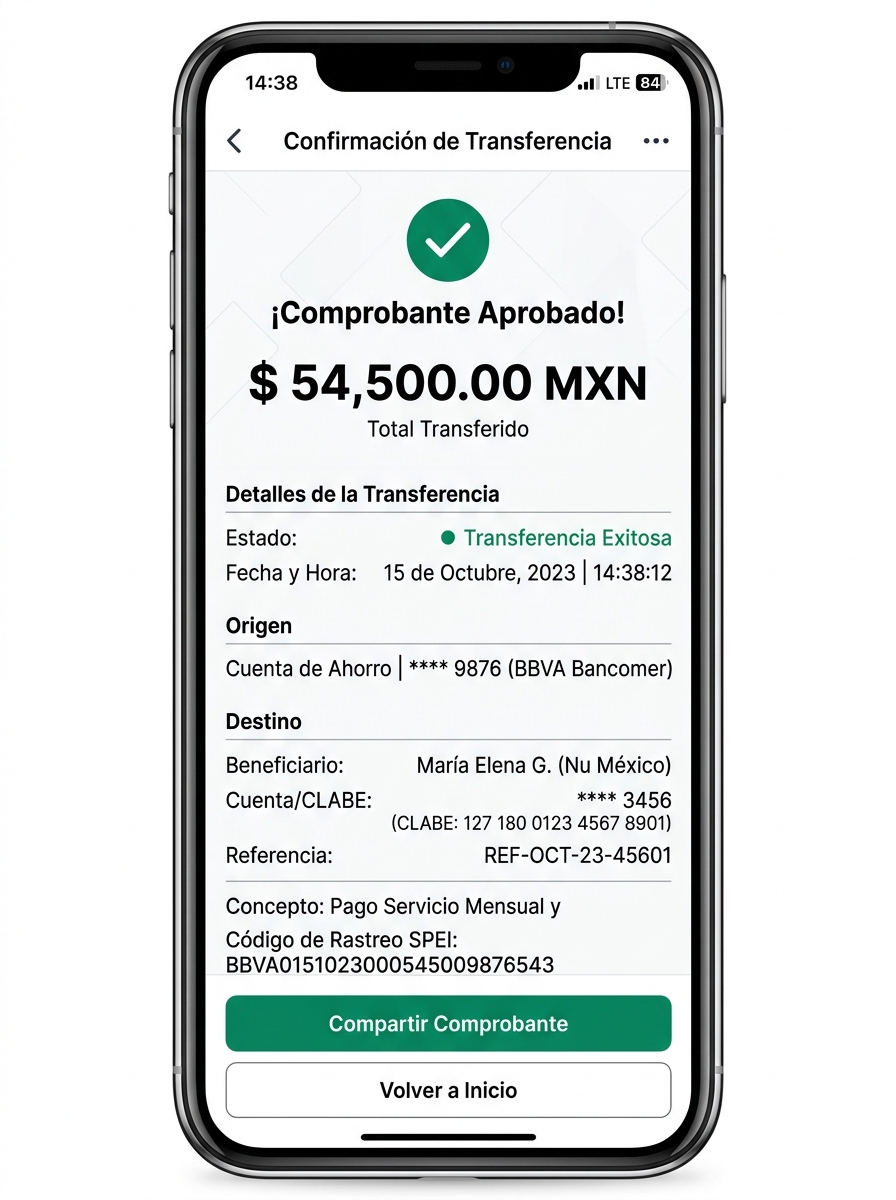 14:38 LTE 84
Confirmación de Transferencia
¡Comprobante Aprobado!
$ 54,500.00 MXN
Total Transferido
Detalles de la Transferencia
Estado: Transferencia Exitosa
Fecha y Hora: 15 de Octubre, 2023 | 14:38:12
Origen
Cuenta de Ahorro | **** 9876 (BBVA Bancomer)
Destino
Beneficiario: María Elena G. (Nu México)
Cuenta/CLABE: **** 3456
(CLABE: 127 180 0123 4567 8901)
Referencia: REF-OCT-23-45601
Concepto: Pago Servicio Mensual y
Código de Rastreo SPEI:
BBVA0151023000545009876543
Compartir Comprobante
Volver a Inicio